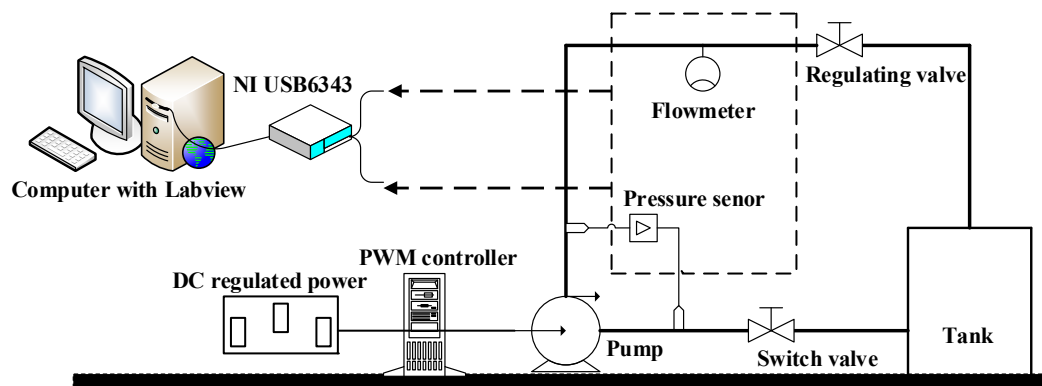 NI USB6343
Regulating valve
Flowmeter
Computer with Labview
Pressure senor
PWM controller
DC regulated power
Pump
Switch valve
Tank